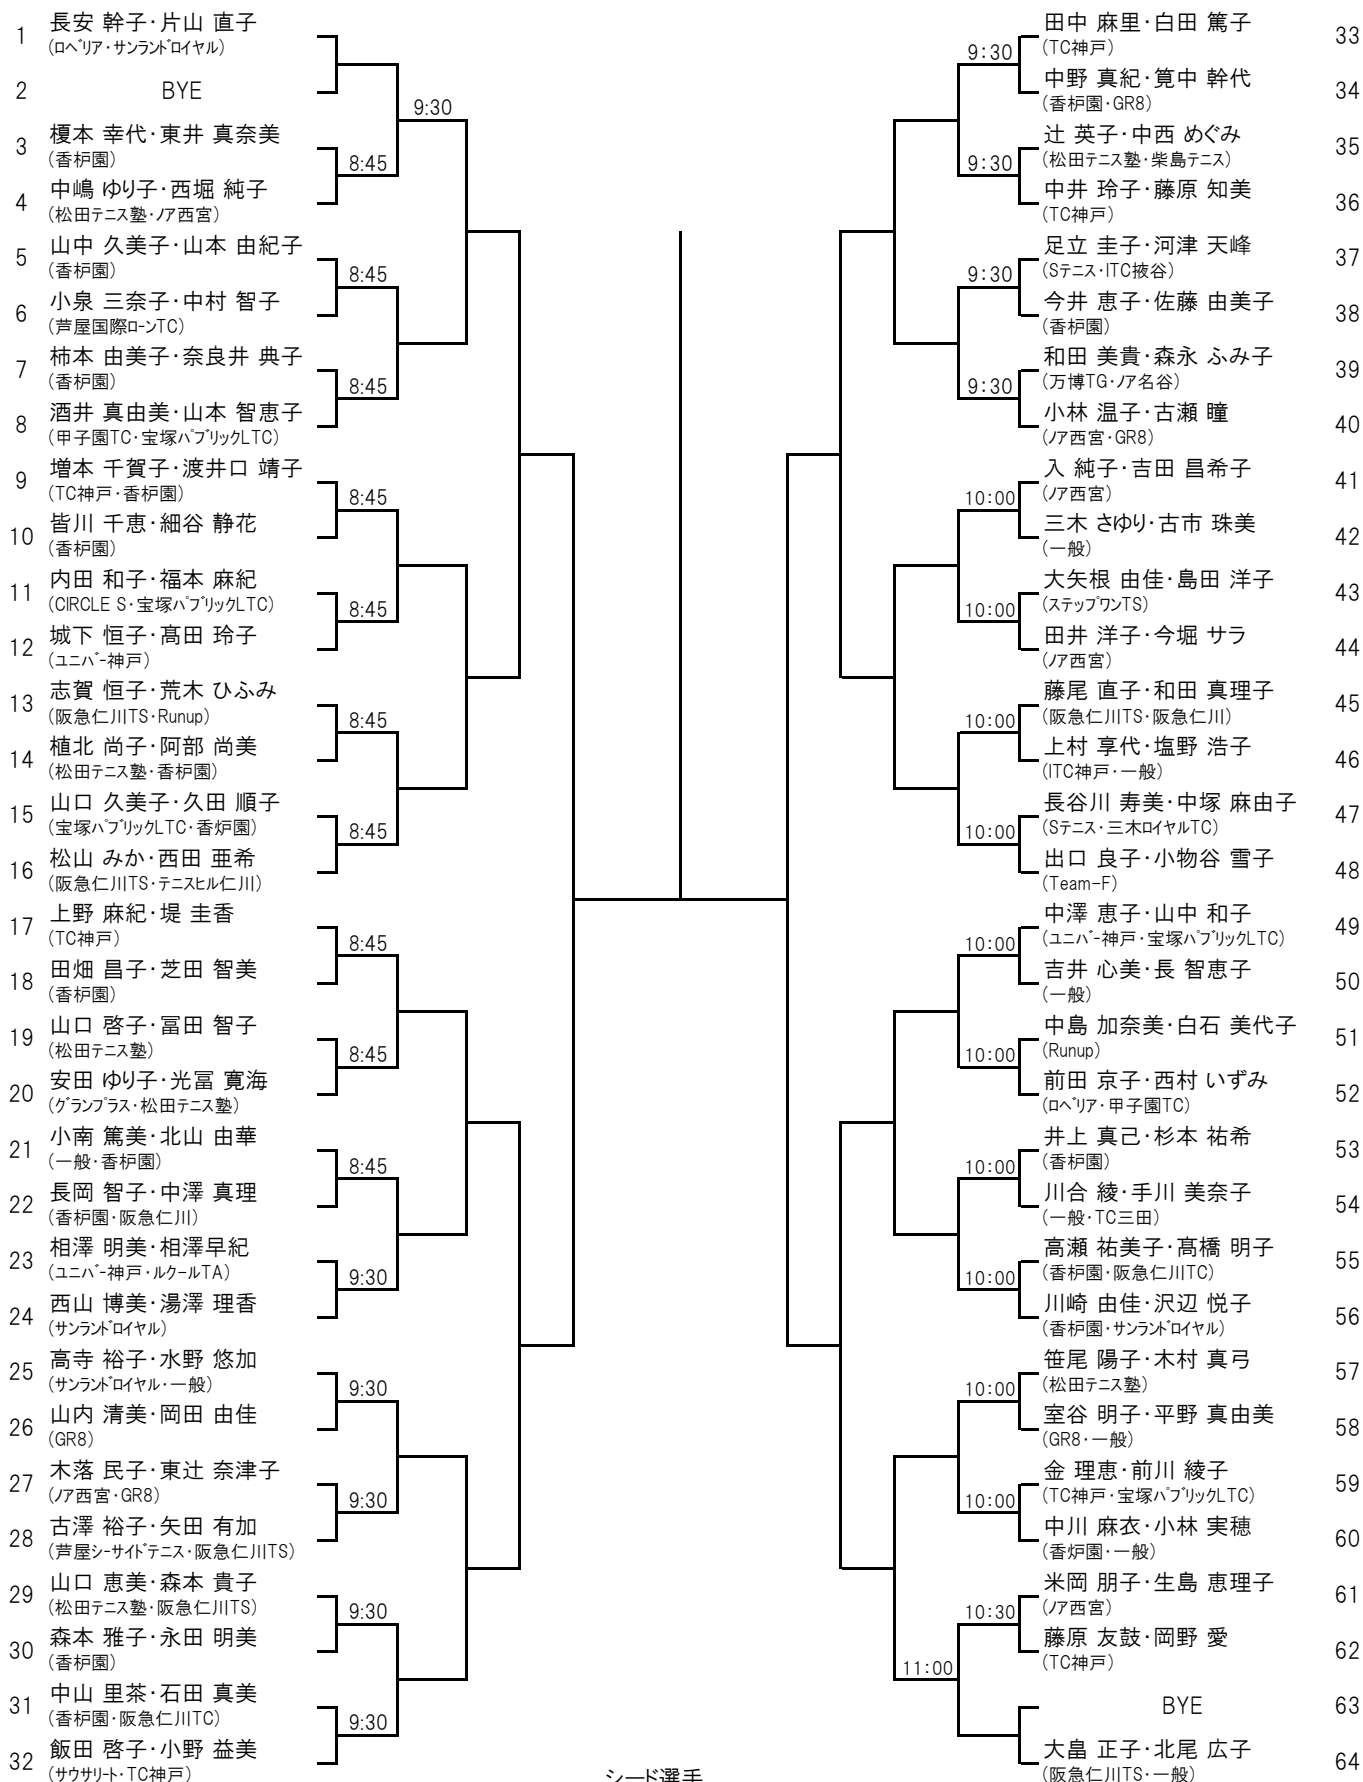 1 長安 幹子・片山 直子
(ロベリア・サンランドロイヤル)
2 BYE
9:30
3 榎本 幸代・東井 真奈美
(香枦園)
8:45
4 中嶋 ゆり子・西堀 純子
(松田テニス塾・ノア西宮)
5 山中 久美子・山本 由紀子
(香枦園)
8:45
6 小泉 三奈子・中村 智子
(芦屋国際ローンTC)
7 柿本 由美子・奈良井 典子
(香枦園)
8:45
8 酒井 真由美・山本 智恵子
(甲子園TC・宝塚パブリックLTC)
9 増本 千賀子・渡井口 靖子
(TC神戸・香枦園)
8:45
10 皆川 千恵・細谷 静花
(香枦園)
11 内田 和子・福本 麻紀
(CIRCLE S・宝塚パブリックLTC)
8:45
12 城下 恒子・髙田 玲子
(ユニバー神戸)
13 志賀 恒子・荒木 ひふみ
(阪急仁川TS・Runup)
8:45
14 植北 尚子・阿部 尚美
(松田テニス塾・香枦園)
15 山口 久美子・久田 順子
(宝塚パブリックLTC・香炉園)
8:45
16 松山 みか・西田 亜希
(阪急仁川TS・テニスヒル仁川)
17 上野 麻紀・堤 圭香
(TC神戸)
8:45
18 田畑 昌子・芝田 智美
(香枦園)
19 山口 啓子・冨田 智子
(松田テニス塾)
8:45
20 安田 ゆり子・光冨 寛海
(グランプラス・松田テニス塾)
21 小南 篤美・北山 由華
(一般・香枦園)
8:45
22 長岡 智子・中澤 真理
(香枦園・阪急仁川)
23 相澤 明美・相澤早紀
(ユニバー神戸・ルクールTA)
9:30
24 西山 博美・湯澤 理香
(サンランドロイヤル)
25 高寺 裕子・水野 悠加
(サンランドロイヤル・一般)
9:30
26 山内 清美・岡田 由佳
(GR8)
27 木落 民子・東辻 奈津子
(ノア西宮・GR8)
9:30
28 古澤 裕子・矢田 有加
(芦屋シーサイドテニス・阪急仁川TS)
29 山口 恵美・森本 貴子
(松田テニス塾・阪急仁川TS)
9:30
30 森本 雅子・永田 明美
(香枦園)
31 中山 里茶・石田 真美
(香枦園・阪急仁川TC)
9:30
32 飯田 啓子・小野 益美
(サウサリート・TC神戸)
田中 麻里・白田 篤子 33
(TC神戸)
9:30
中野 真紀・筧中 幹代 34
(香枦園・GR8)
辻 英子・中西 めぐみ 35
(松田テニス塾・柴島テニス)
9:30
中井 玲子・藤原 知美 36
(TC神戸)
足立 圭子・河津 天峰 37
(Sテニス・ITC掖谷)
9:30
今井 恵子・佐藤 由美子 38
(香枦園)
和田 美貴・森永 ふみ子 39
(万博TG・ノア名谷)
9:30
小林 温子・古瀬 瞳 40
(ノア西宮・GR8)
入 純子・吉田 昌希子 41
(ノア西宮)
10:00
三木 さゆり・古市 珠美 42
(一般)
大矢根 由佳・島田 洋子 43
(ステップワンTS)
10:00
田井 洋子・今堀 サラ 44
(ノア西宮)
藤尾 直子・和田 真理子 45
(阪急仁川TS・阪急仁川)
10:00
上村 享代・塩野 浩子 46
(ITC神戸・一般)
長谷川 寿美・中塚 麻由子 47
(Sテニス・三木ロイヤルTC)
10:00
出口 良子・小物谷 雪子 48
(Team-F)
中澤 恵子・山中 和子 49
(ユニバー神戸・宝塚パブリックLTC)
10:00
吉井 心美・長 智恵子 50
(一般)
中島 加奈美・白石 美代子 51
(Runup)
10:00
前田 京子・西村 いずみ 52
(ロベリア・甲子園TC)
井上 真己・杉本 祐希 53
(香枦園)
10:00
川合 綾・手川 美奈子 54
(一般・TC三田)
高瀬 祐美子・髙橋 明子 55
(香枦園・阪急仁川TC)
10:00
川崎 由佳・沢辺 悦子 56
(香枦園・サンランドロイヤル)
笹尾 陽子・木村 真弓 57
(松田テニス塾)
10:00
室谷 明子・平野 真由美 58
(GR8・一般)
金 理恵・前川 綾子 59
(TC神戸・宝塚パブリックLTC)
10:00
中川 麻衣・小林 実穂 60
(香炉園・一般)
米岡 朋子・生島 恵理子 61
(ノア西宮)
10:30
藤原 友鼓・岡野 愛 62
(TC神戸)
11:00
BYE 63
大畠 正子・北尾 広子 64
(阪急仁川TS・一般)
シード選手